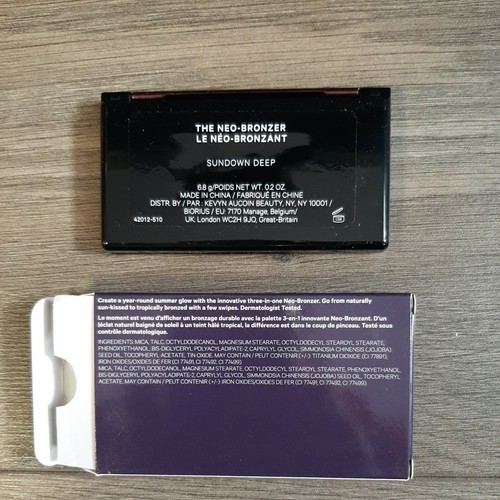 THE NEO-BRONZER
LE NÉO-BRONZANT
SUNDOWN DEEP
6.8 g/POIDS NET WT. 0.2 OZ.
MADE IN CHINA / FABRIQUÉ EN CHINE
DISTR. BY / PAR : KEVYN AUCOIN BEAUTY, NY, NY 10001 /
BIORIUS / EU: 7170 Manage, Belgium/
UK: London WC2H 9JQ, Great-Britain
42012-510
Create a year-round summer glow with the innovative three-in-one Neo-Bronzer. Go from naturally
sun-kissed to tropically bronzed with a few swipes. Dermatologist Tested.
Le moment est venu d'afficher un bronzage durable avec la palette 3-en-1 innovante Neo-Bronzant. D'un
éclat naturel baigné de soleil à un teint hâlé tropical, la différence est dans le coup de pinceau. Testé sous
contrôle dermatologique.
INGREDIENTS: MICA, TALC, OCTYLDODECANOL, MAGNESIUM STEARATE, OCTYLDODECYL STEAROYL STEARATE,
PHENOXYETHANOL, BIS-DIGLYCERYL POLYACYLADIPATE-2, CAPRYLYL GLYCOL, SIMMONDSIA CHINENSIS (JOJOBA)
SEED OIL, TOCOPHERYL ACETATE, TIN OXIDE. MAY CONTAIN / PEUT CONTENIR (+/-): TITANIUM DIOXIDE (CI 77891),
IRON OXIDES/OXIDES DE FER (CI 77491, CI 77492, CI 77499).
MICA, TALC, OCTYLDODECANOL, MAGNESIUM STEARATE, OCTYLDODECYL STEAROYL STEARATE, PHENOXYETHANOL,
BIS-DIGLYCERYL POLYACYLADIPATE-2, CAPRYLYL GLYCOL, SIMMONDSIA CHINENSIS (JOJOBA) SEED OIL, TOCOPHERYL
ACETATE. MAY CONTAIN / PEUT CONTENIR (+/-): IRON OXIDES/OXIDES DE FER (CI 77491, CI 77492, CI 77499).